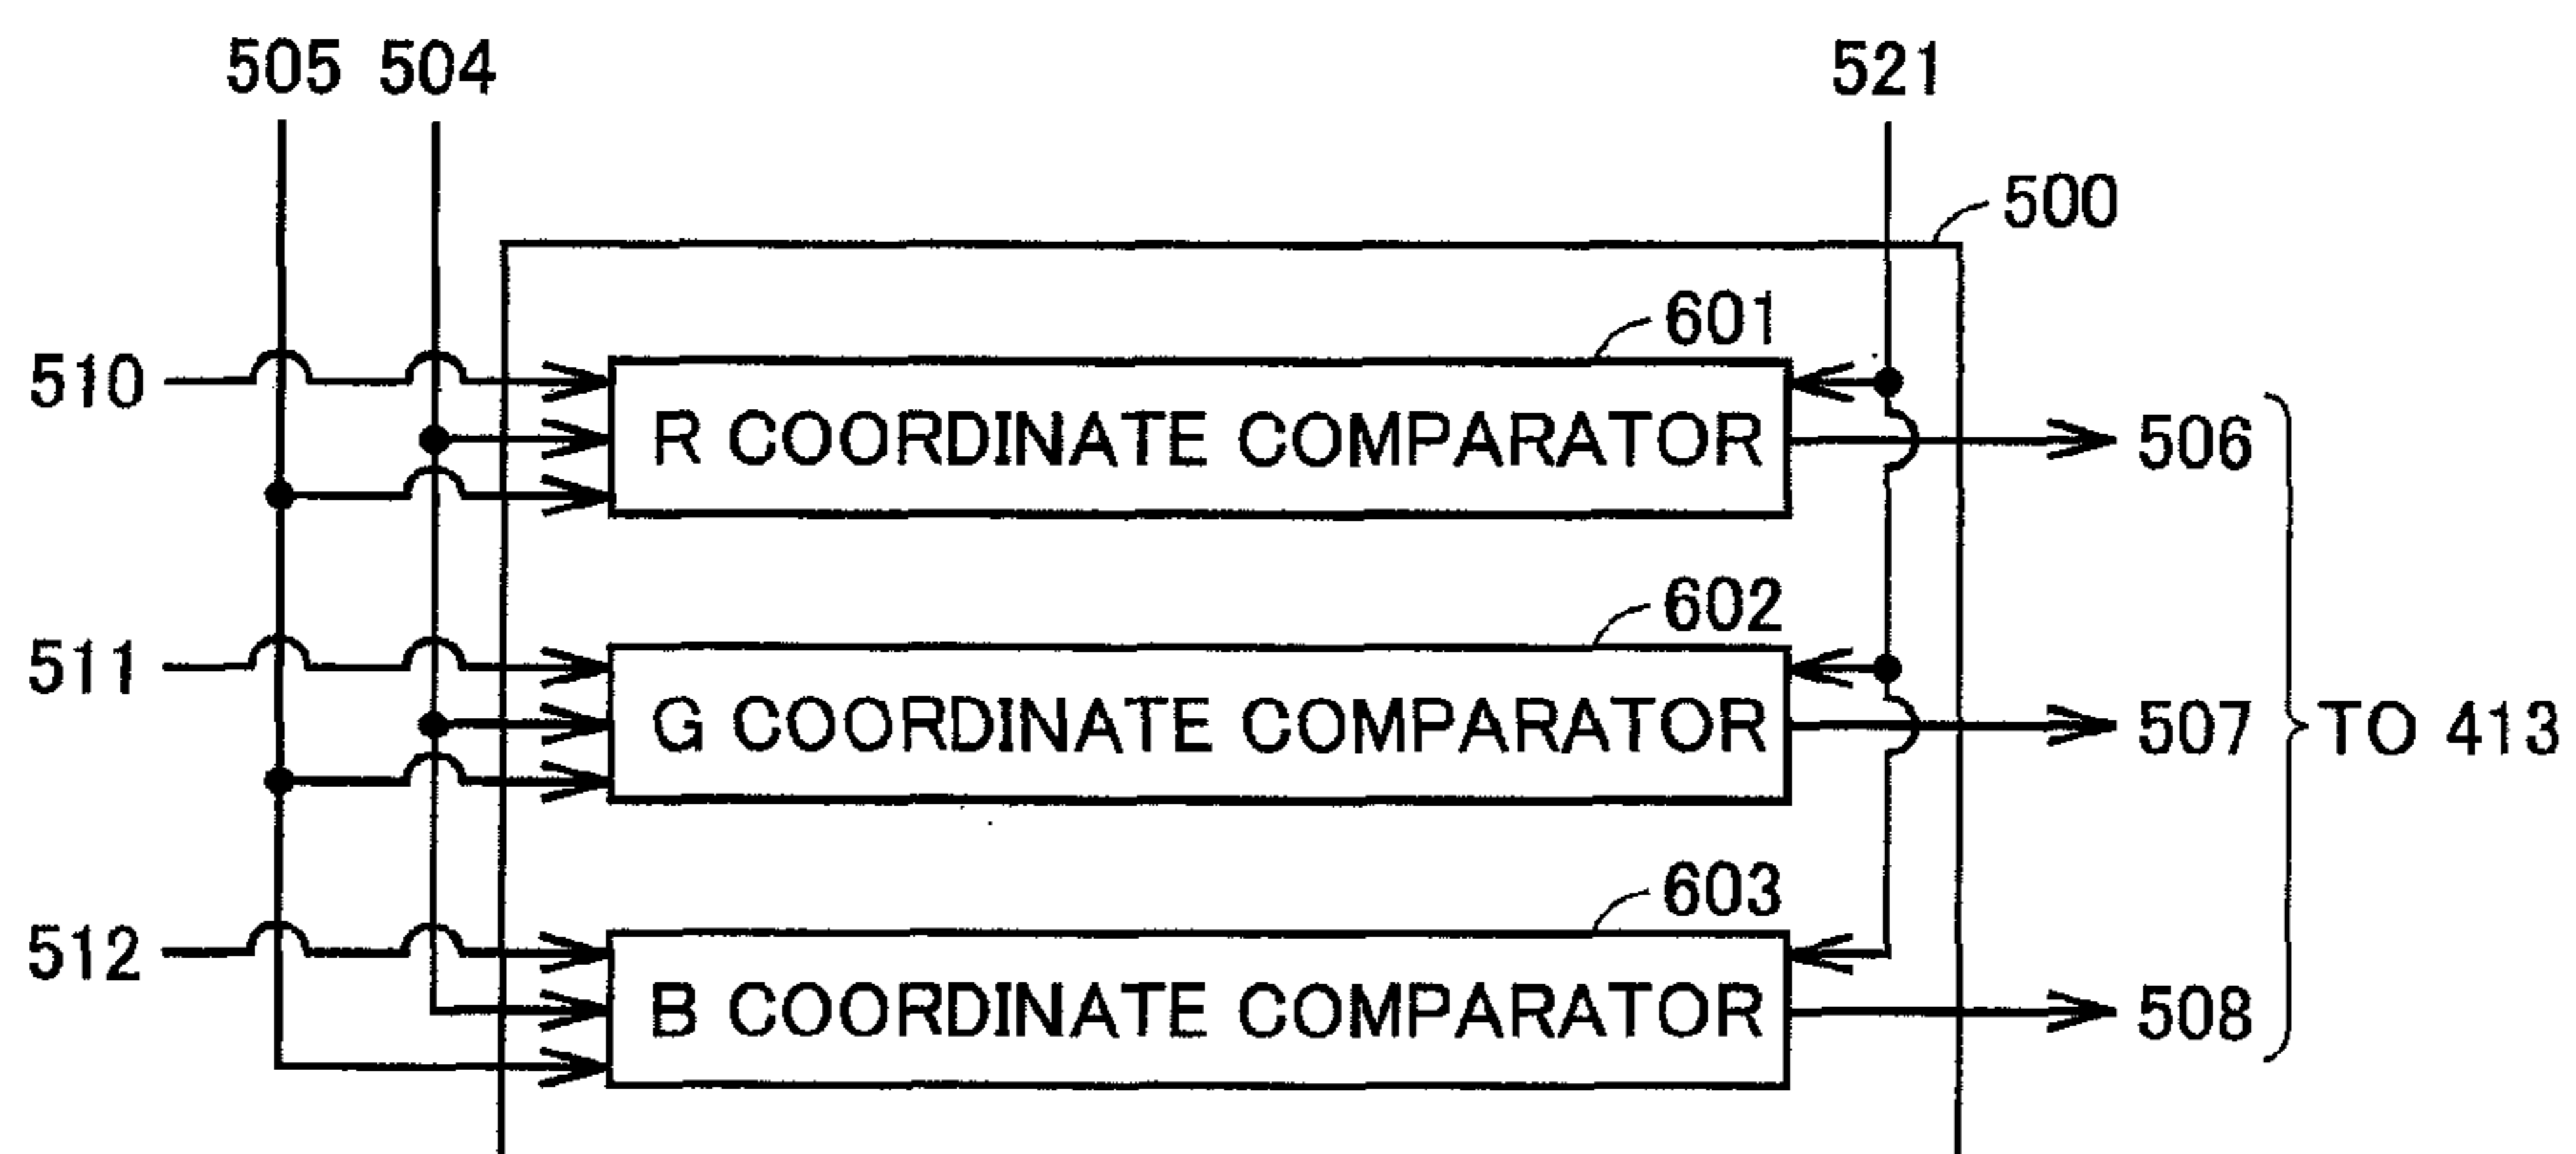 505 504 521
500
601
510
R COORDINATE COMPARATOR
506
602
511
G COORDINATE COMPARATOR
507
TO 413
603
512
B COORDINATE COMPARATOR
508